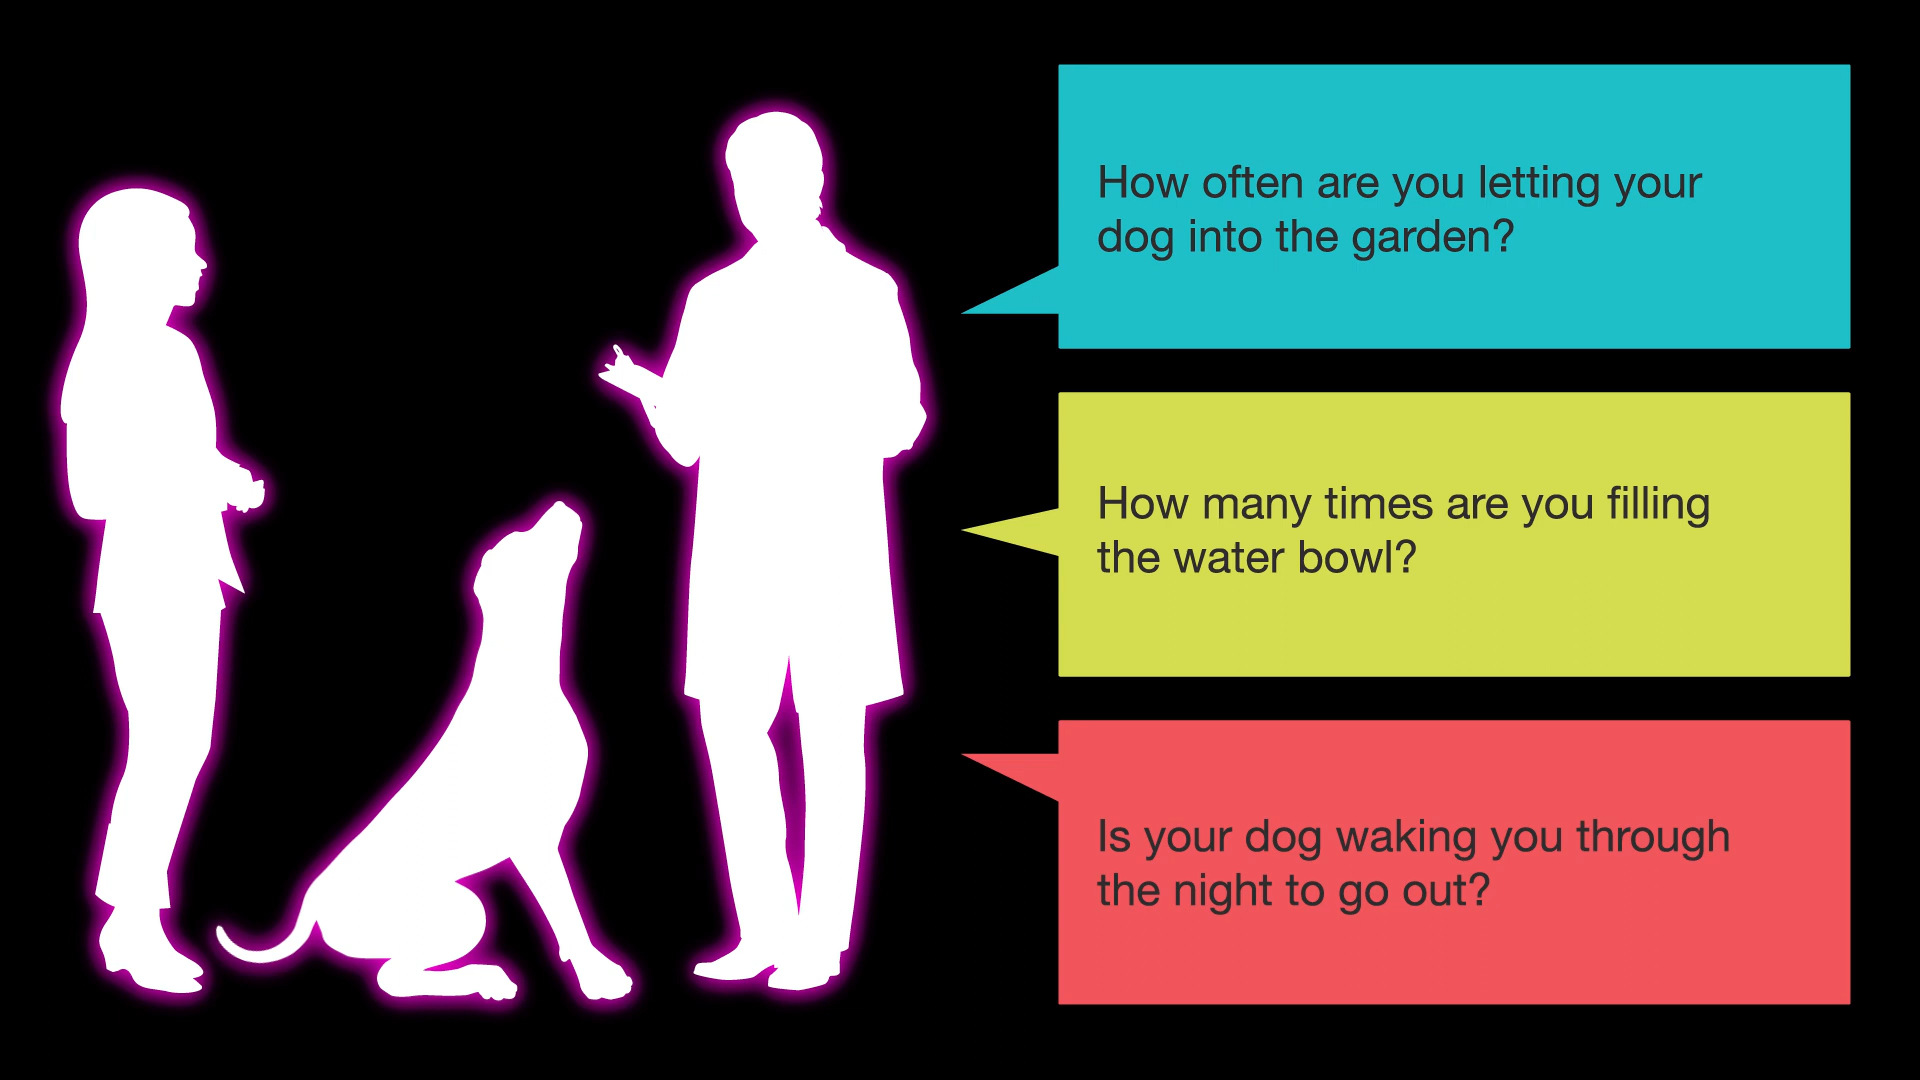 How often are you letting your
dog into the garden?
How many times are you filling
the water bowl?
Is your dog waking you through
the night to go out?